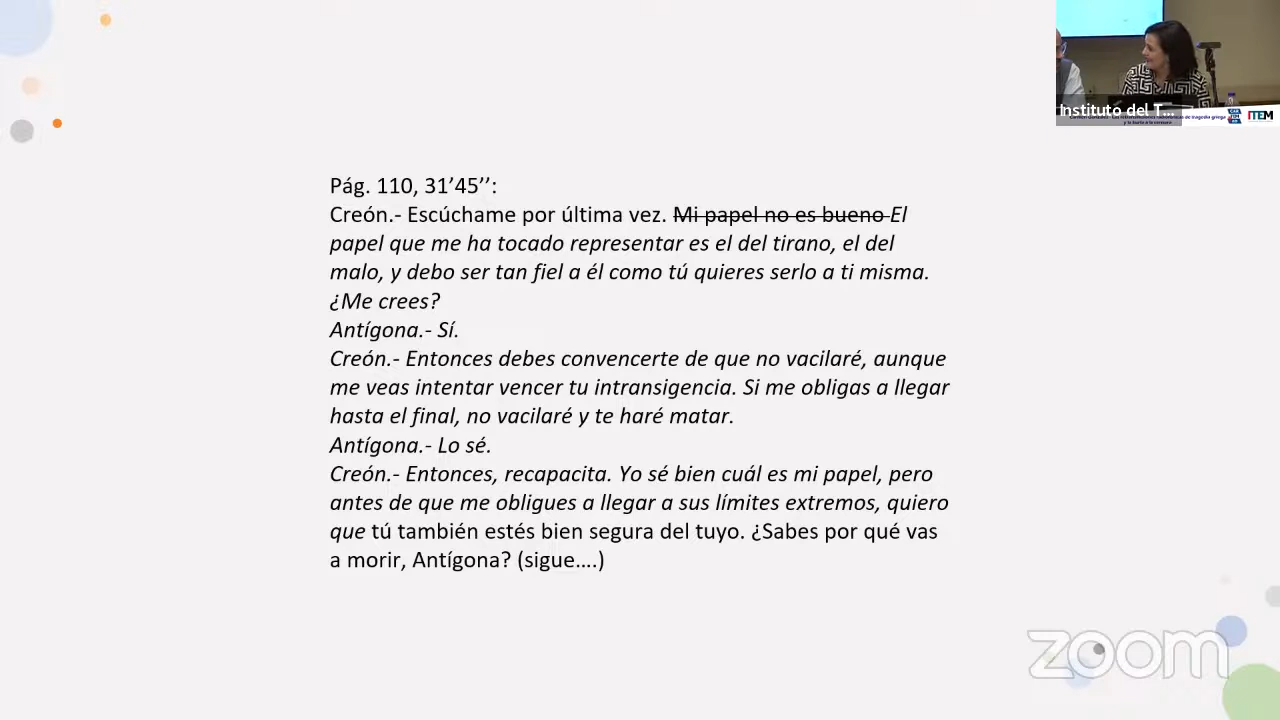 Pág. 110, 31’45’’:
Creón.- Escúchame por última vez. Mi papel no es bueno El
papel que me ha tocado representar es el del tirano, el del
malo, y debo ser tan fiel a él como tú quieres serlo a ti misma.
¿Me crees?
Antígona.- Sí.
Creón.- Entonces debes convencerte de que no vacilaré, aunque
me veas intentar vencer tu intransigencia. Si me obligas a llegar
hasta el final, no vacilaré y te haré matar.
Antígona.- Lo sé.
Creón.- Entonces, recapacita. Yo sé bien cuál es mi papel, pero
antes de que me obligues a llegar a sus límites extremos, quiero
que tú también estés bien segura del tuyo. ¿Sabes por qué vas
a morir, Antígona? (sigue….)
Instituto del T...
de tragedia griega
ITEM
zoom